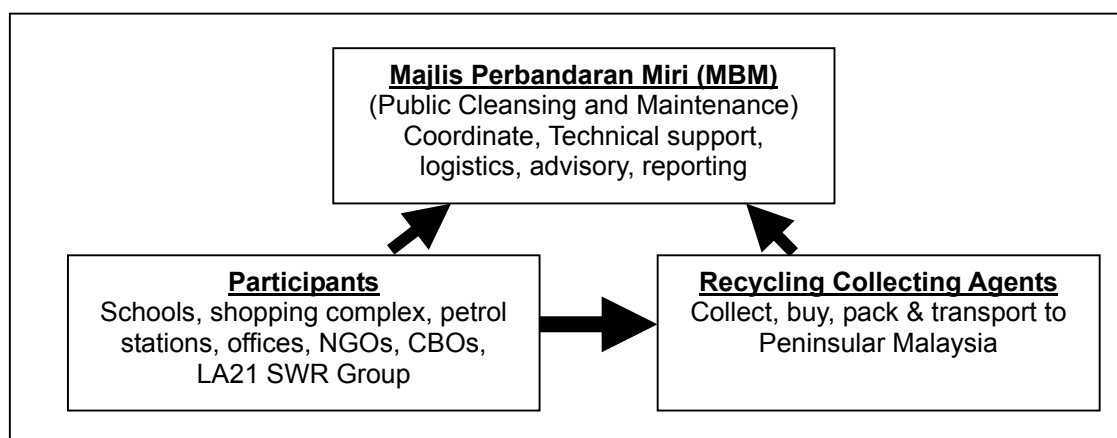 Majlis Perbandaran Miri (MBM)
(Public Cleansing and Maintenance)
Coordinate, Technical support,
logistics, advisory, reporting
Participants
Schools, shopping complex, petrol
stations, offices, NGOs, CBOs,
LA21 SWR Group
Recycling Collecting Agents
Collect, buy, pack & transport to
Peninsular Malaysia